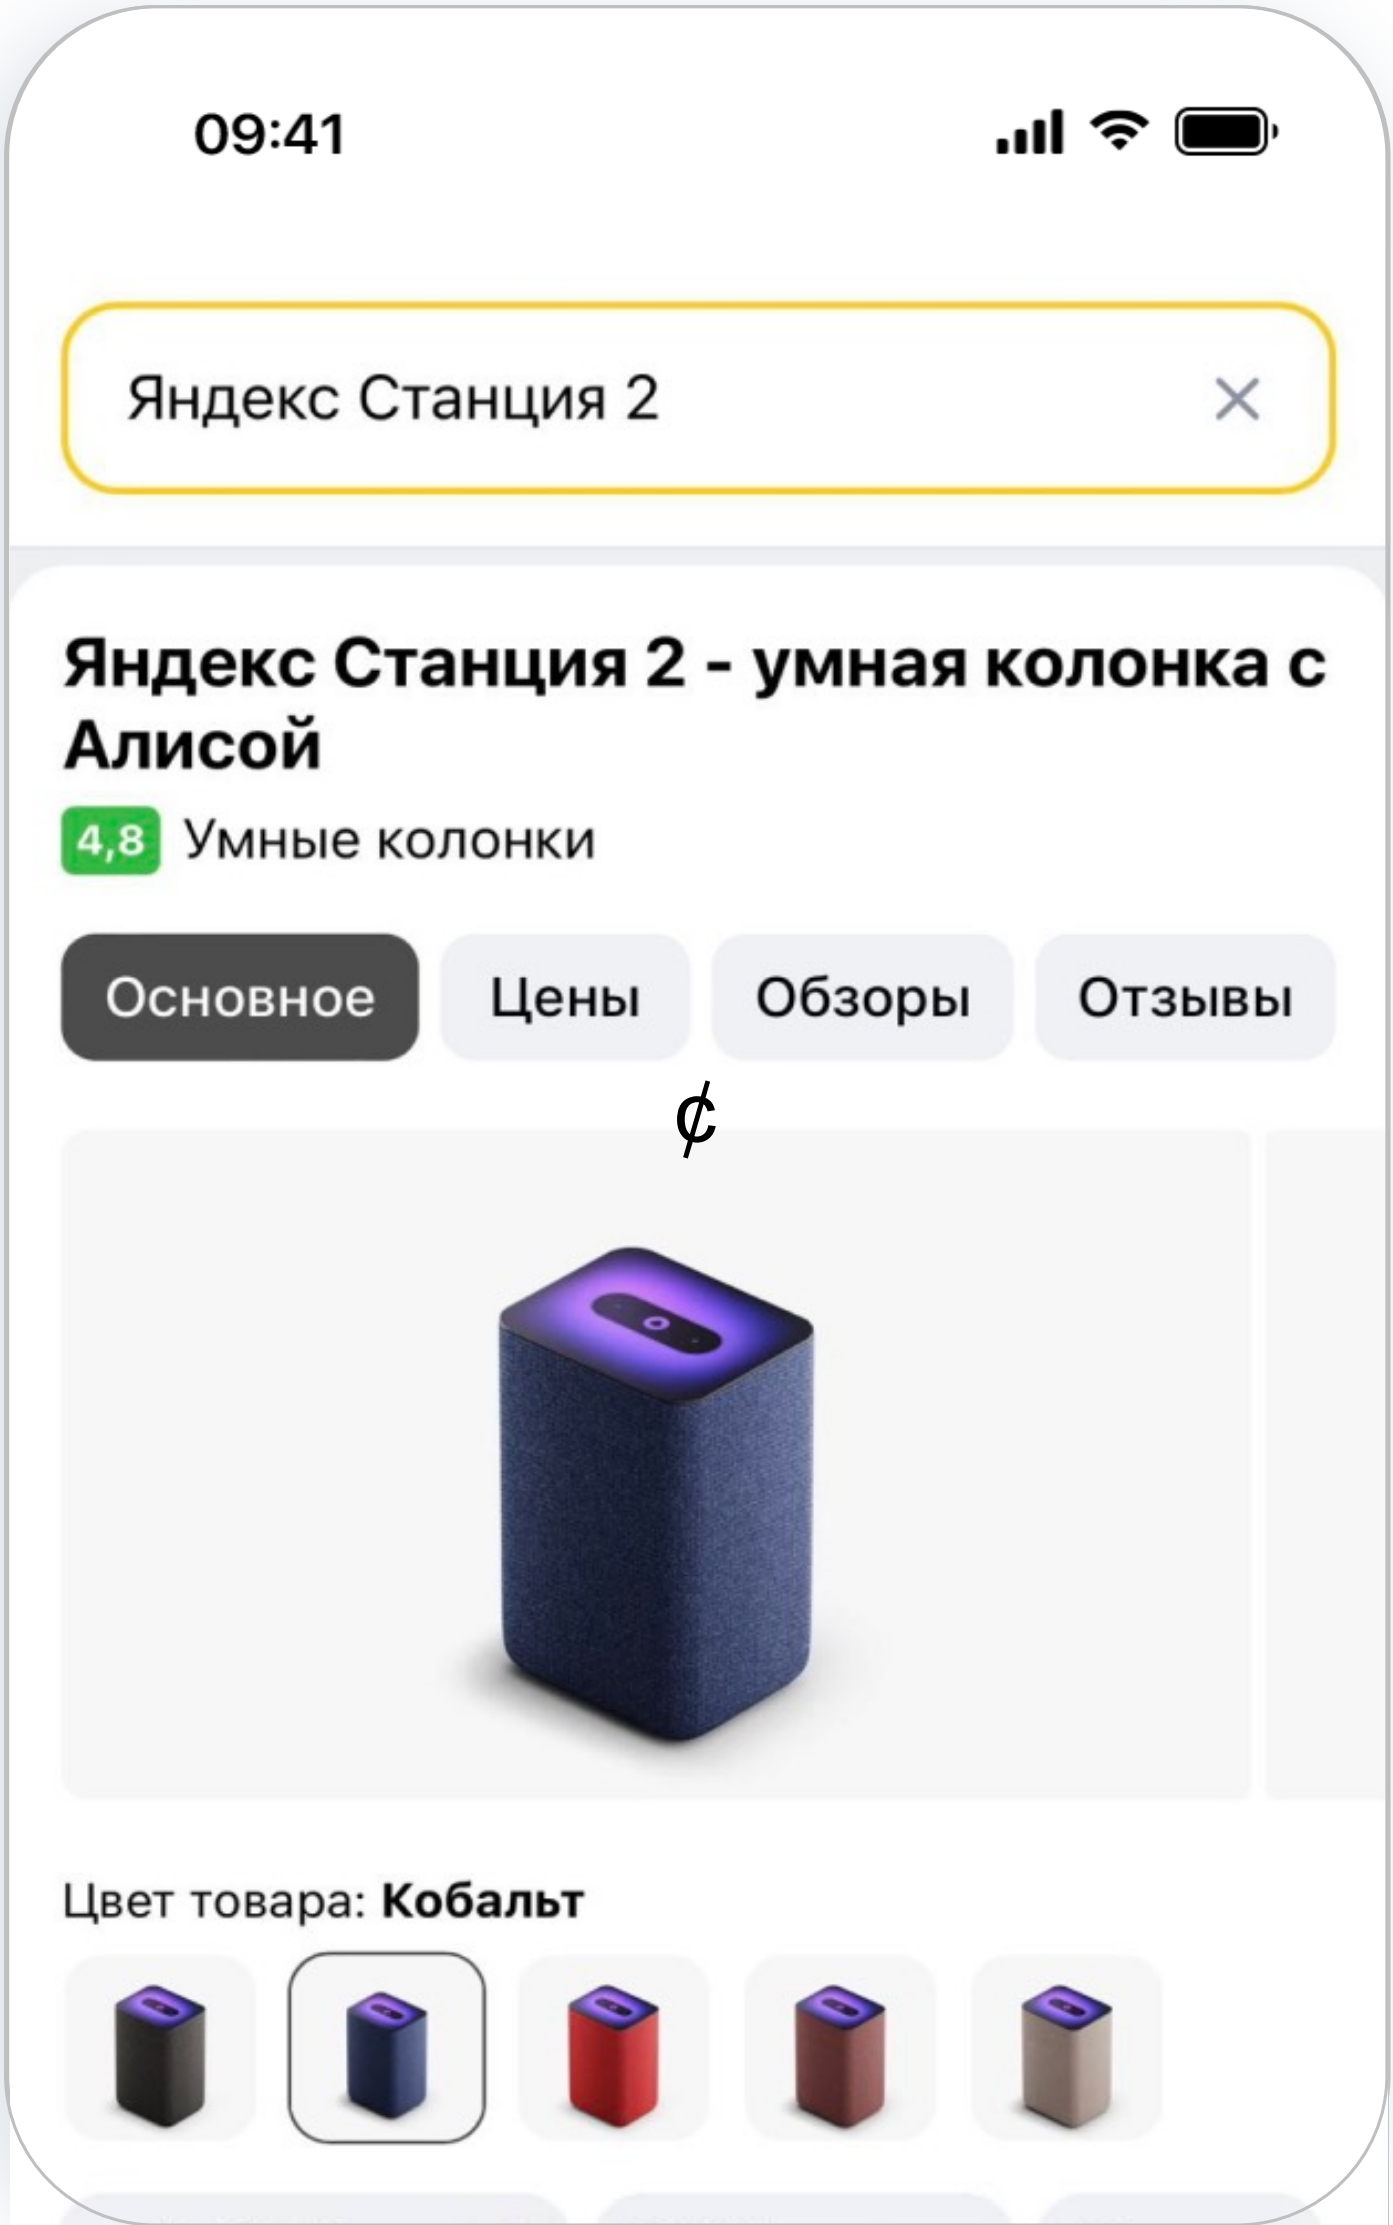 09:41
Яндекс Станция 2
Яндекс Станция 2 - умная колонка с
Алисой
4,8 Умные колонки
Основное Цены Обзоры Отзывы
¢
Цвет товара: Кобальт